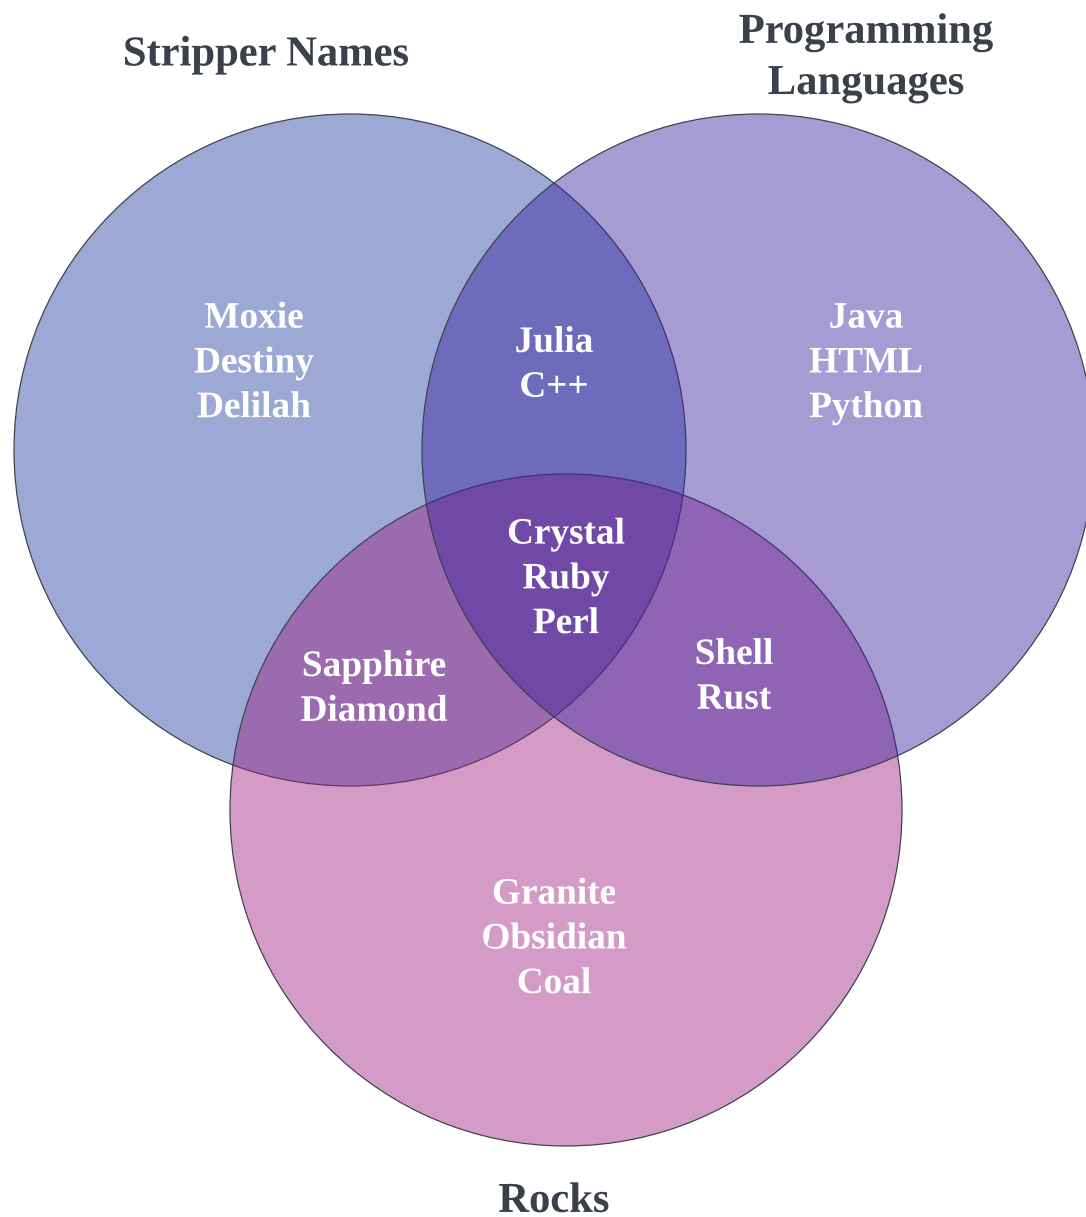 Stripper Names
Programming
Languages
Moxie
Destiny
Delilah
Julia
C++
Java
HTML
Python
Crystal
Ruby
Perl
Sapphire
Diamond
Shell
Rust
Granite
Obsidian
Coal
Rocks